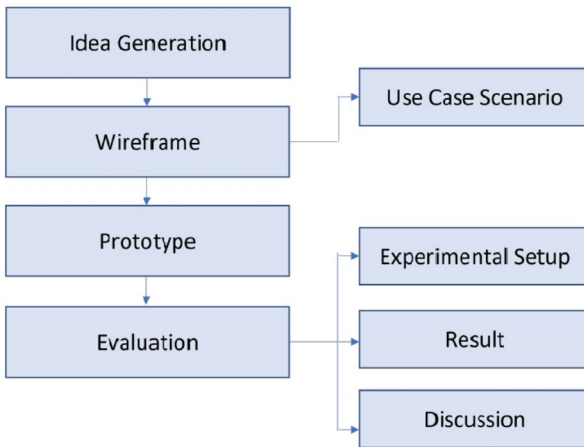 Idea Generation
Use Case Scenario
Wireframe
Prototype
Experimental Setup
Evaluation
Result
Discussion